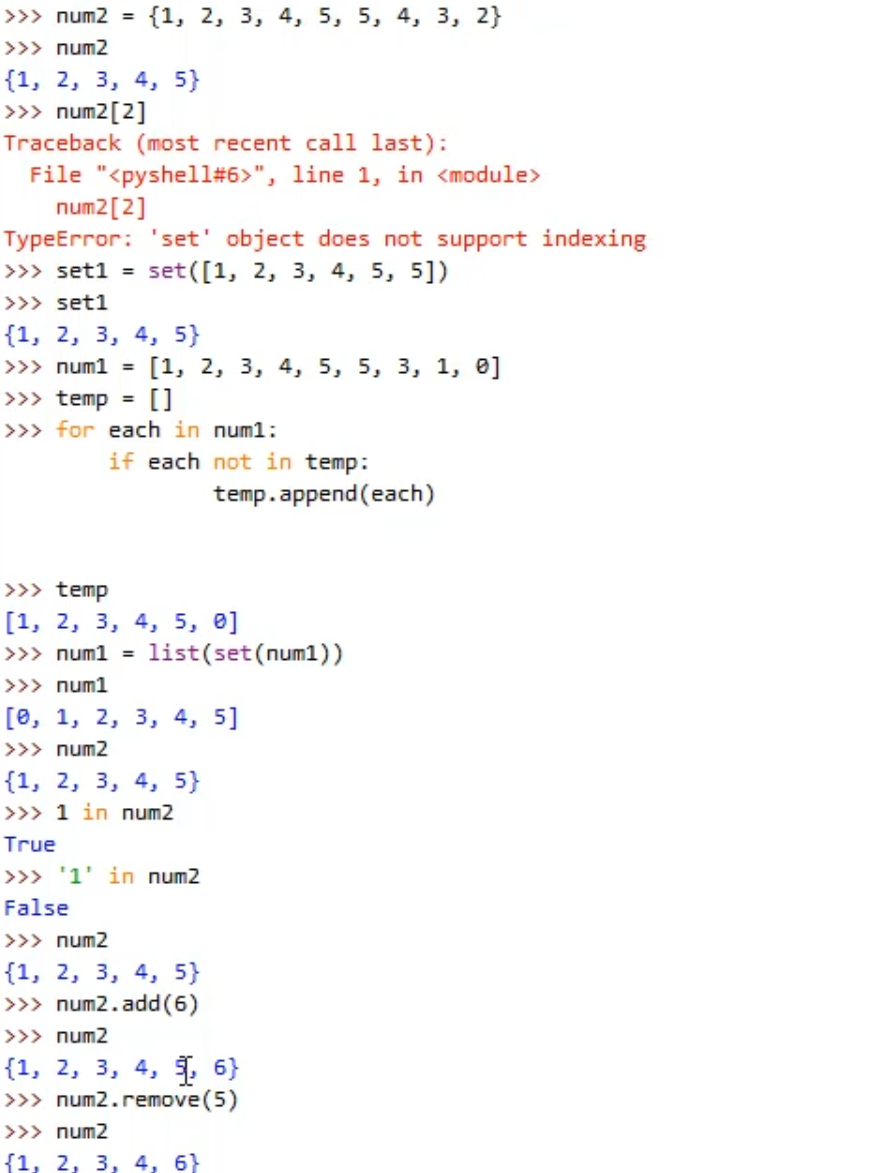 >>> num2 = {1, 2, 3, 4, 5, 5, 4, 3, 2}
>>> num2
{1, 2, 3, 4, 5}
>>> num2[2]
Traceback (most recent call last):
  File "<pyshell#6>", line 1, in <module>
    num2[2]
TypeError: 'set' object does not support indexing
>>> set1 = set([1, 2, 3, 4, 5, 5])
>>> set1
{1, 2, 3, 4, 5}
>>> num1 = [1, 2, 3, 4, 5, 5, 3, 1, 0]
>>> temp = []
>>> for each in num1:
        if each not in temp:
                temp.append(each)
>>> temp
[1, 2, 3, 4, 5, 0]
>>> num1 = list(set(num1))
>>> num1
[0, 1, 2, 3, 4, 5]
>>> num2
{1, 2, 3, 4, 5}
>>> 1 in num2
True
>>> '1' in num2
False
>>> num2
{1, 2, 3, 4, 5}
>>> num2.add(6)
>>> num2
{1, 2, 3, 4, 5, 6}
>>> num2.remove(5)
>>> num2
{1, 2, 3, 4, 6}